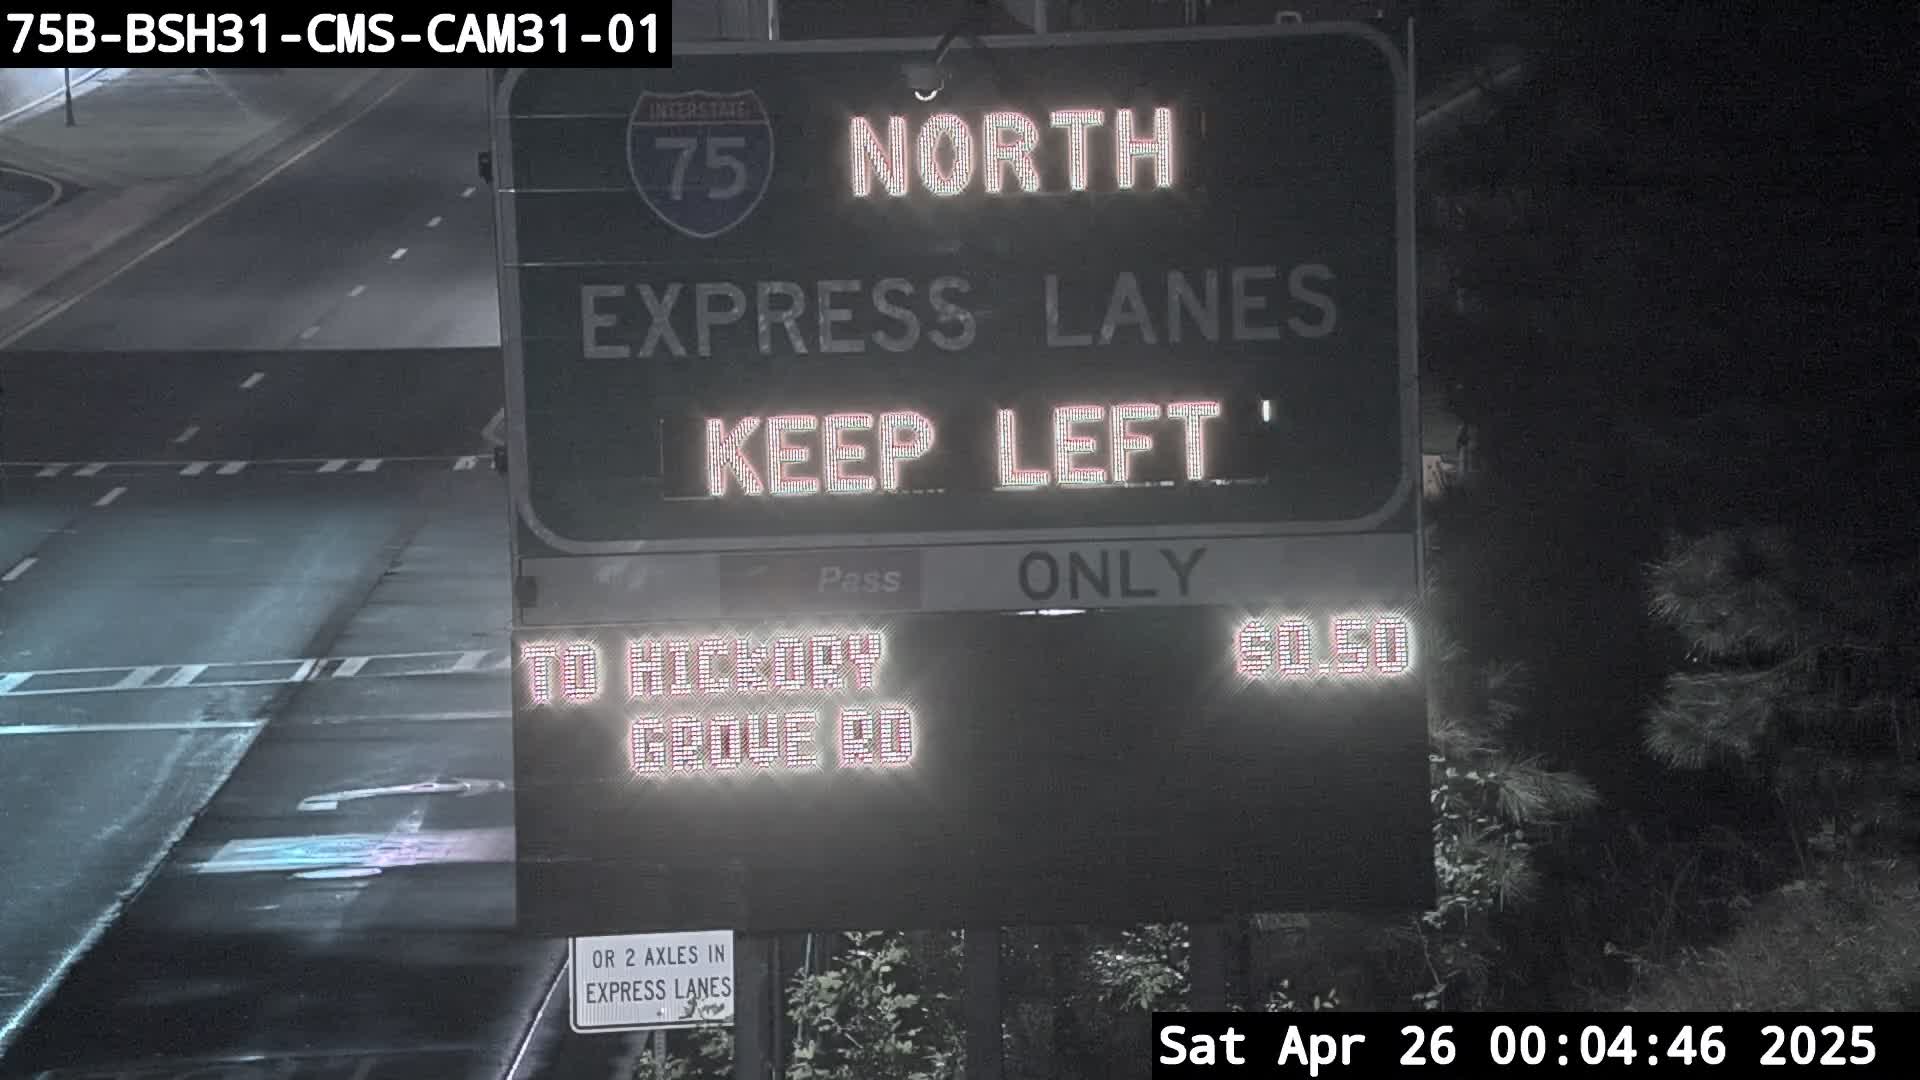 75B-BSH31-CMS-CAM31-01
INTERSTATE
75
NORTH
EXPRESS LANES
KEEP LEFT
Pass ONLY
TO HICKORY $0.50
GROVE RD
OR 2 AXLES IN
EXPRESS LANES
Sat Apr 26 00:04:46 2025